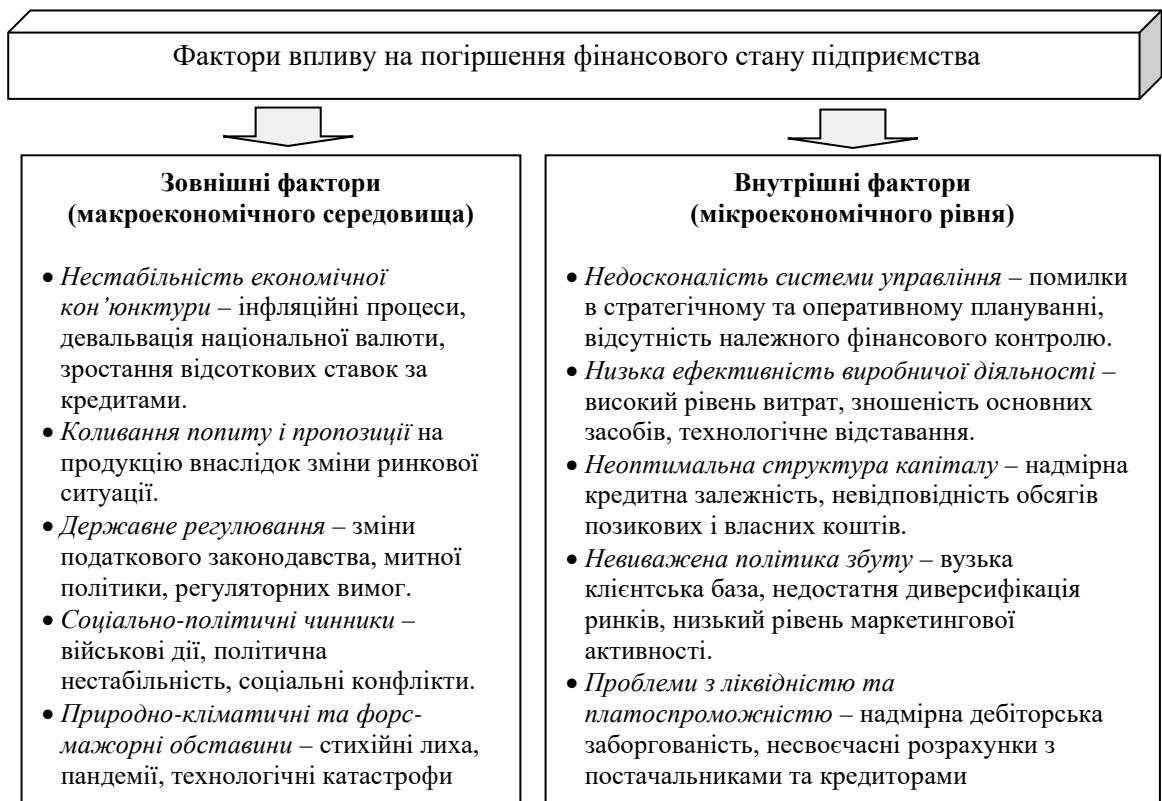 Фактори впливу на погіршення фінансового стану підприємства
Зовнішні фактори
(макроекономічного середовища)
• Нестабільність економічної
кон’юнктури – інфляційні процеси,
девальвація національної валюти,
зростання відсоткових ставок за
кредитами.
• Коливання попиту і пропозиції на
продукцію внаслідок зміни ринкової
ситуації.
• Державне регулювання – зміни
податкового законодавства, митної
політики, регуляторних вимог.
• Соціально-політичні чинники –
військові дії, політична
нестабільність, соціальні конфлікти.
• Природно-кліматичні та форс-
мажорні обставини – стихійні лиха,
пандемії, технологічні катастрофи
Внутрішні фактори
(мікроекономічного рівня)
• Недосконалість системи управління – помилки
в стратегічному та оперативному плануванні,
відсутність належного фінансового контролю.
• Низька ефективність виробничої діяльності –
високий рівень витрат, зношеність основних
засобів, технологічне відставання.
• Неоптимальна структура капіталу – надмірна
кредитна залежність, невідповідність обсягів
позикових і власних коштів.
• Невиважена політика збуту – вузька
клієнтська база, недостатня диверсифікація
ринків, низький рівень маркетингової
активності.
• Проблеми з ліквідністю та
платоспроможністю – надмірна дебіторська
заборгованість, несвоєчасні розрахунки з
постачальниками та кредиторами